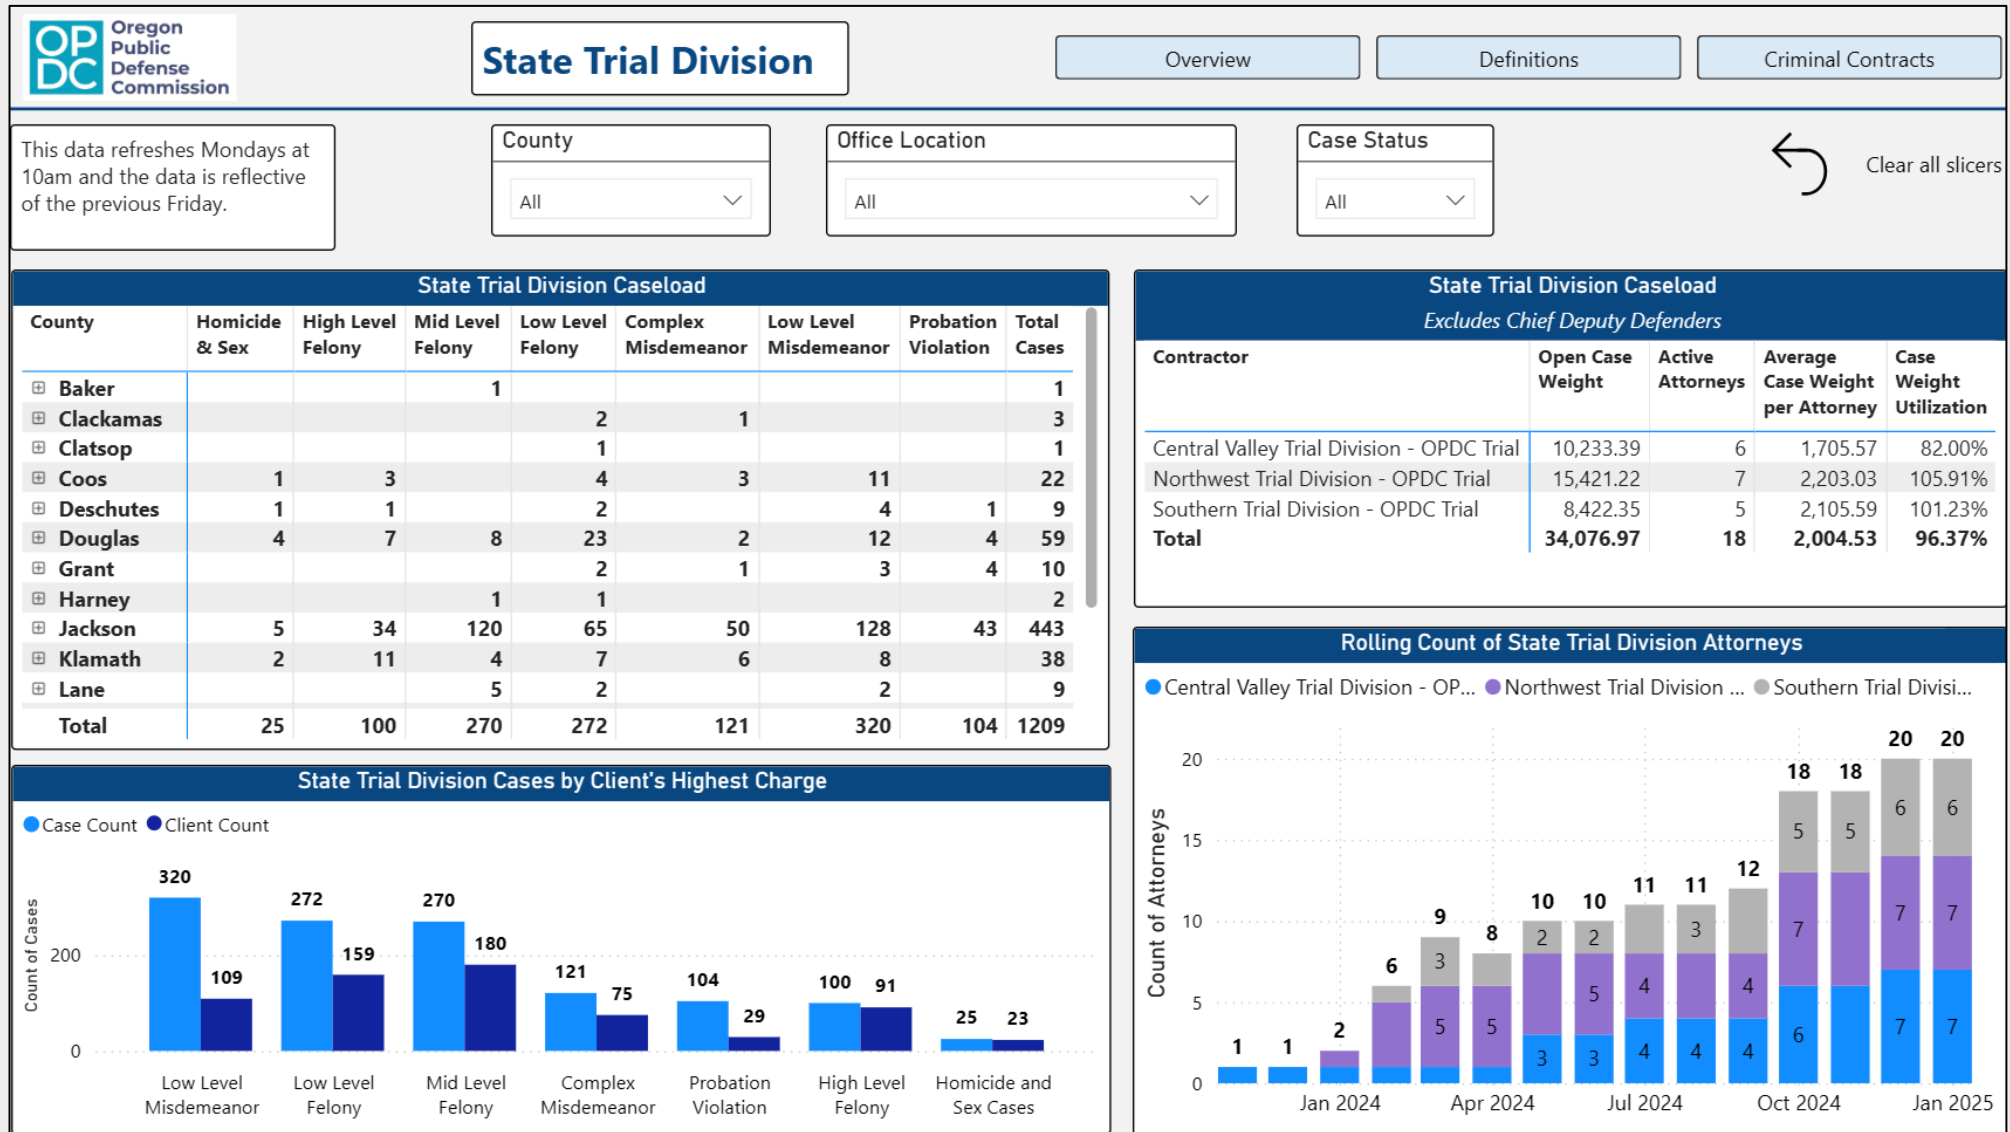 OP
DC
Oregon
Public
Defense
Commission
State Trial Division
Overview
Definitions
Criminal Contracts
This data refreshes Mondays at
10am and the data is reflective
of the previous Friday.
County
All
Office Location
All
Case Status
All
Clear all slicers
State Trial Division Caseload
County Homicide & Sex High Level Felony Mid Level Felony Low Level Felony Complex Misdemeanor Low Level Misdemeanor Probation Violation Total Cases
Baker 1 1
Clackamas 2 1 3
Clatsop 1 1
Coos 1 3 4 3 11 22
Deschutes 1 1 2 4 1 9
Douglas 4 7 8 23 2 12 4 59
Grant 2 1 3 4 10
Harney 1 1 2
Jackson 5 34 120 65 50 128 43 443
Klamath 2 11 4 7 6 8 38
Lane 5 2 2 9
Total 25 100 270 272 121 320 104 1209
State Trial Division Caseload
Excludes Chief Deputy Defenders
Contractor Open Case Weight Active Attorneys Average Case Weight per Attorney Case Weight Utilization
Central Valley Trial Division - OPDC Trial 10,233.39 6 1,705.57 82.00%
Northwest Trial Division - OPDC Trial 15,421.22 7 2,203.03 105.91%
Southern Trial Division - OPDC Trial 8,422.35 5 2,105.59 101.23%
Total 34,076.97 18 2,004.53 96.37%
State Trial Division Cases by Client's Highest Charge
Case Count Client Count
Count of Cases
200
0
320 109
272 159
270 180
121 75
104 29
100 91
25 23
Low Level Misdemeanor
Low Level Felony
Mid Level Felony
Complex Misdemeanor
Probation Violation
High Level Felony
Homicide and Sex Cases
Rolling Count of State Trial Division Attorneys
Central Valley Trial Division - OP... Northwest Trial Division ... Southern Trial Divisi...
Count of Attorneys
20
15
10
5
0
1
1
2
6
9 3 5
8 5
10 2 3
10 2 5 3
11 4 4
11 3 4
12 4 4
18 5 7 6
18 5
20 6 7 7
20 6 7 7
Jan 2024 Apr 2024 Jul 2024 Oct 2024 Jan 2025